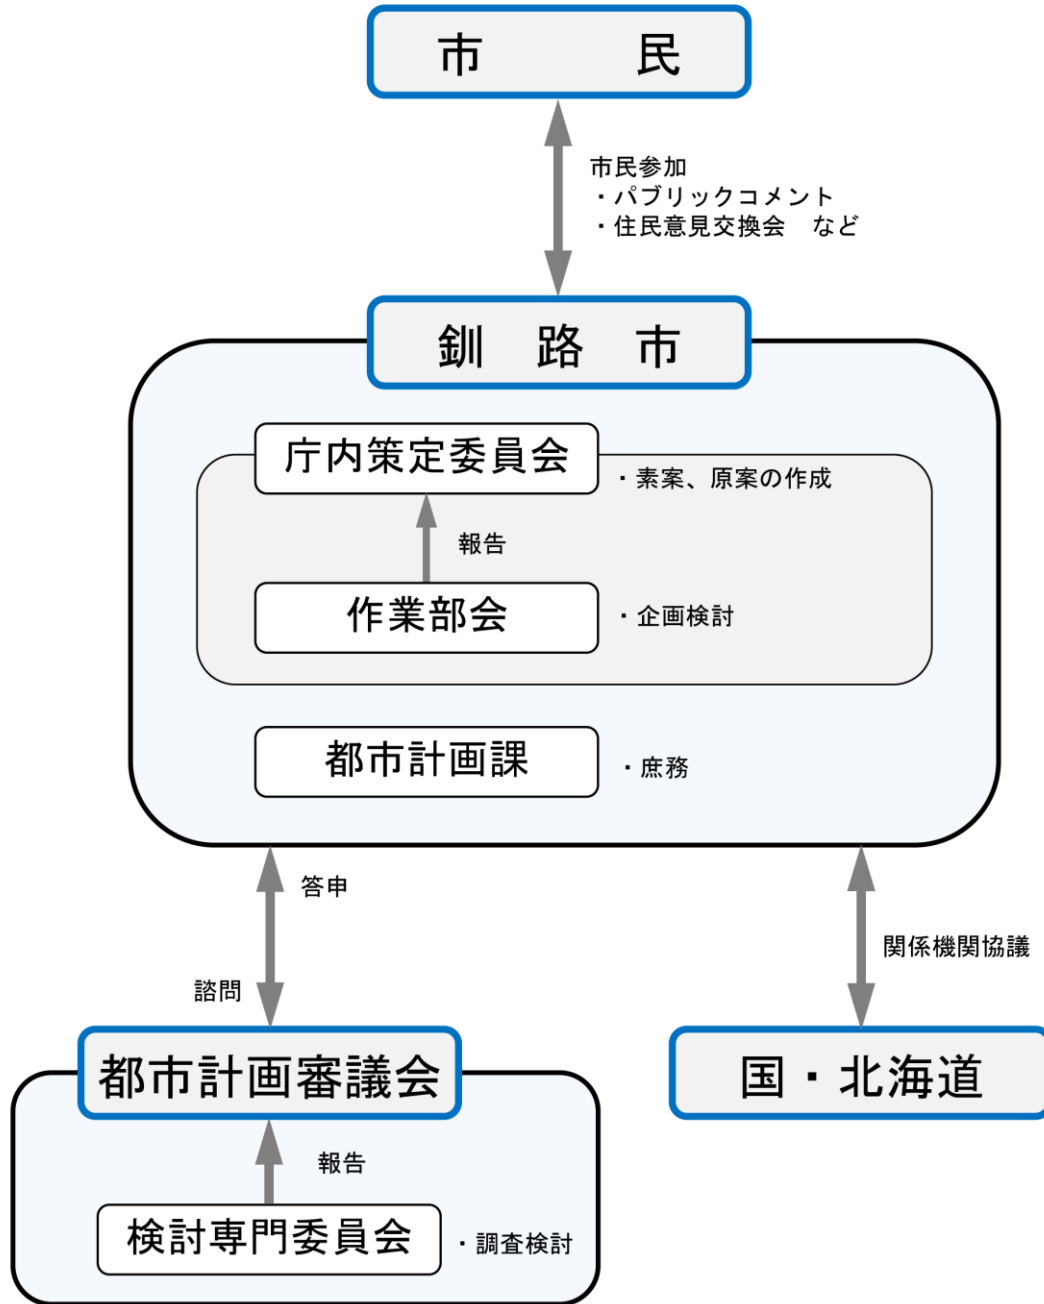 市　民
市民参加
・パブリックコメント
・住民意見交換会　など
釧　路　市
庁内策定委員会
・素案、原案の作成
報告
作業部会
・企画検討
都市計画課
・庶務
答申
諮問
関係機関協議
都市計画審議会
国・北海道
報告
検討専門委員会
・調査検討